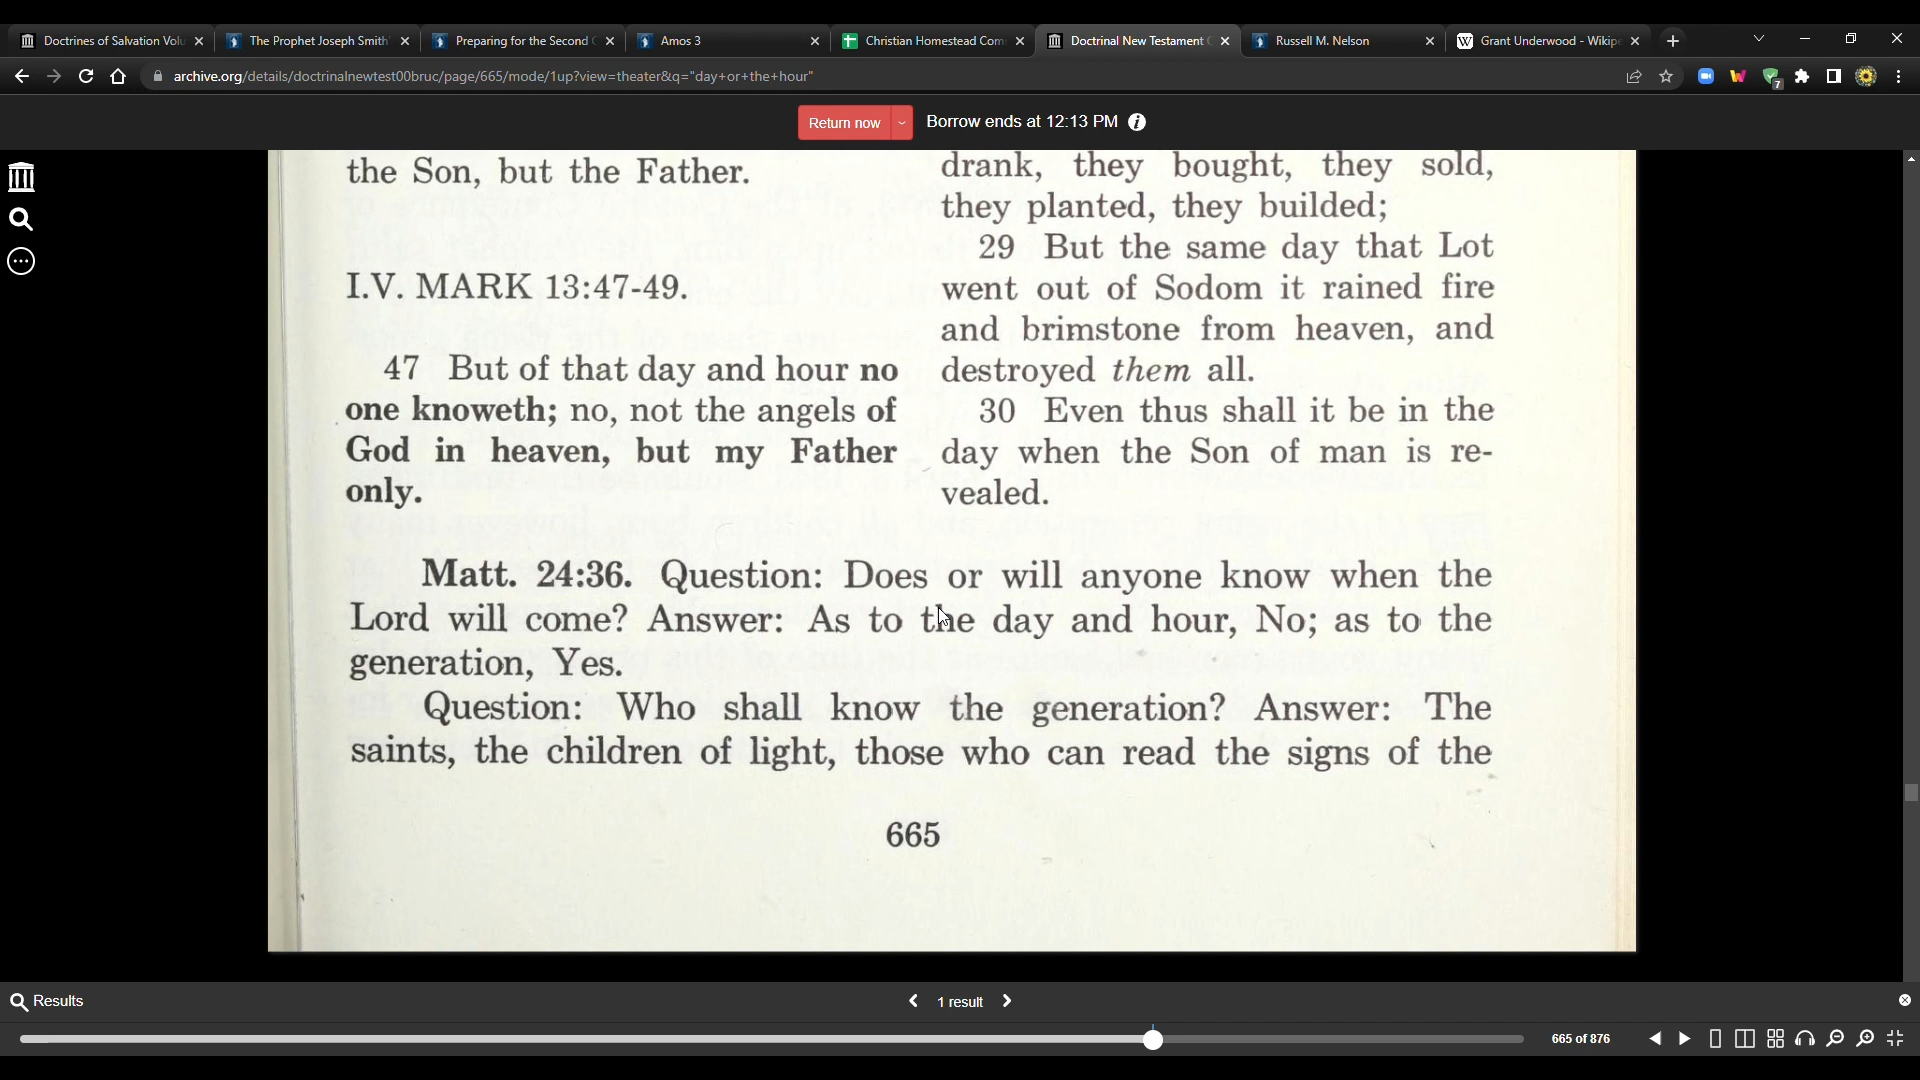 Doctrines of Salvation Volu
The Prophet Joseph Smith'
Preparing for the Second C
Amos 3
Christian Homestead Com
Doctrinal New Testament C
Russell M. Nelson
Grant Underwood - Wikipe
archive.org/details/doctrinalnewtest00bruc/page/665/mode/1up?view=theater&q="day+or+the+hour"
7
Return now
Borrow ends at 12:13 PM
the Son, but the Father.
I.V. MARK 13:47-49.
47 But of that day and hour no
one knoweth; no, not the angels of
God in heaven, but my Father
only.
drank, they bought, they sold,
they planted, they builded;
29 But the same day that Lot
went out of Sodom it rained fire
and brimstone from heaven, and
destroyed them all.
30 Even thus shall it be in the
day when the Son of man is re-
vealed.
Matt. 24:36. Question: Does or will anyone know when the
Lord will come? Answer: As to the day and hour, No; as to the
generation, Yes.
Question: Who shall know the generation? Answer: The
saints, the children of light, those who can read the signs of the
665
Results
1 result
665 of 876